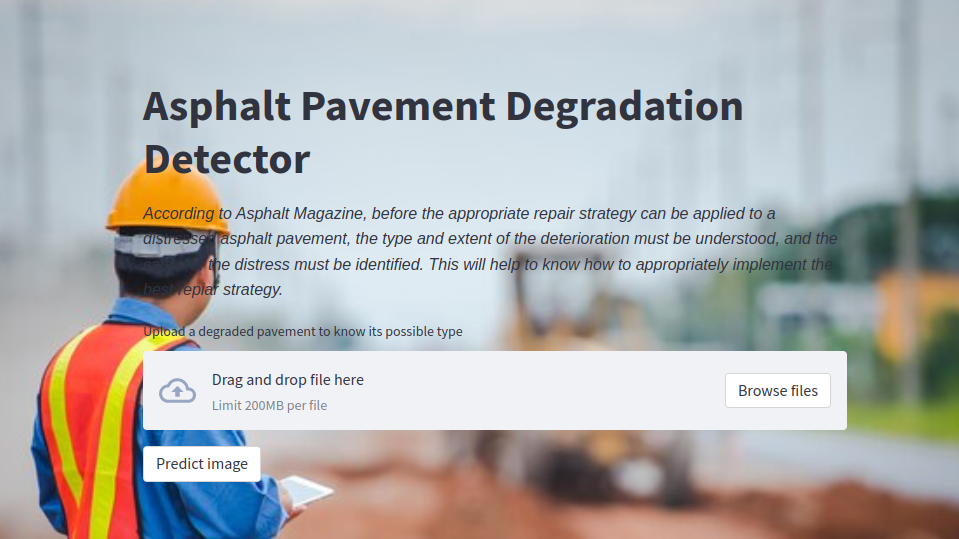 Asphalt Pavement Degradation
Detector
According to Asphalt Magazine, before the appropriate repair strategy can be applied to a
distressed asphalt pavement, the type and extent of the deterioration must be understood, and the
the distress must be identified. This will help to know how to appropriately implement the
best repiar strategy.
Upload a degraded pavement to know its possible type
Drag and drop file here
Limit 200MB per file
Browse files
Predict image